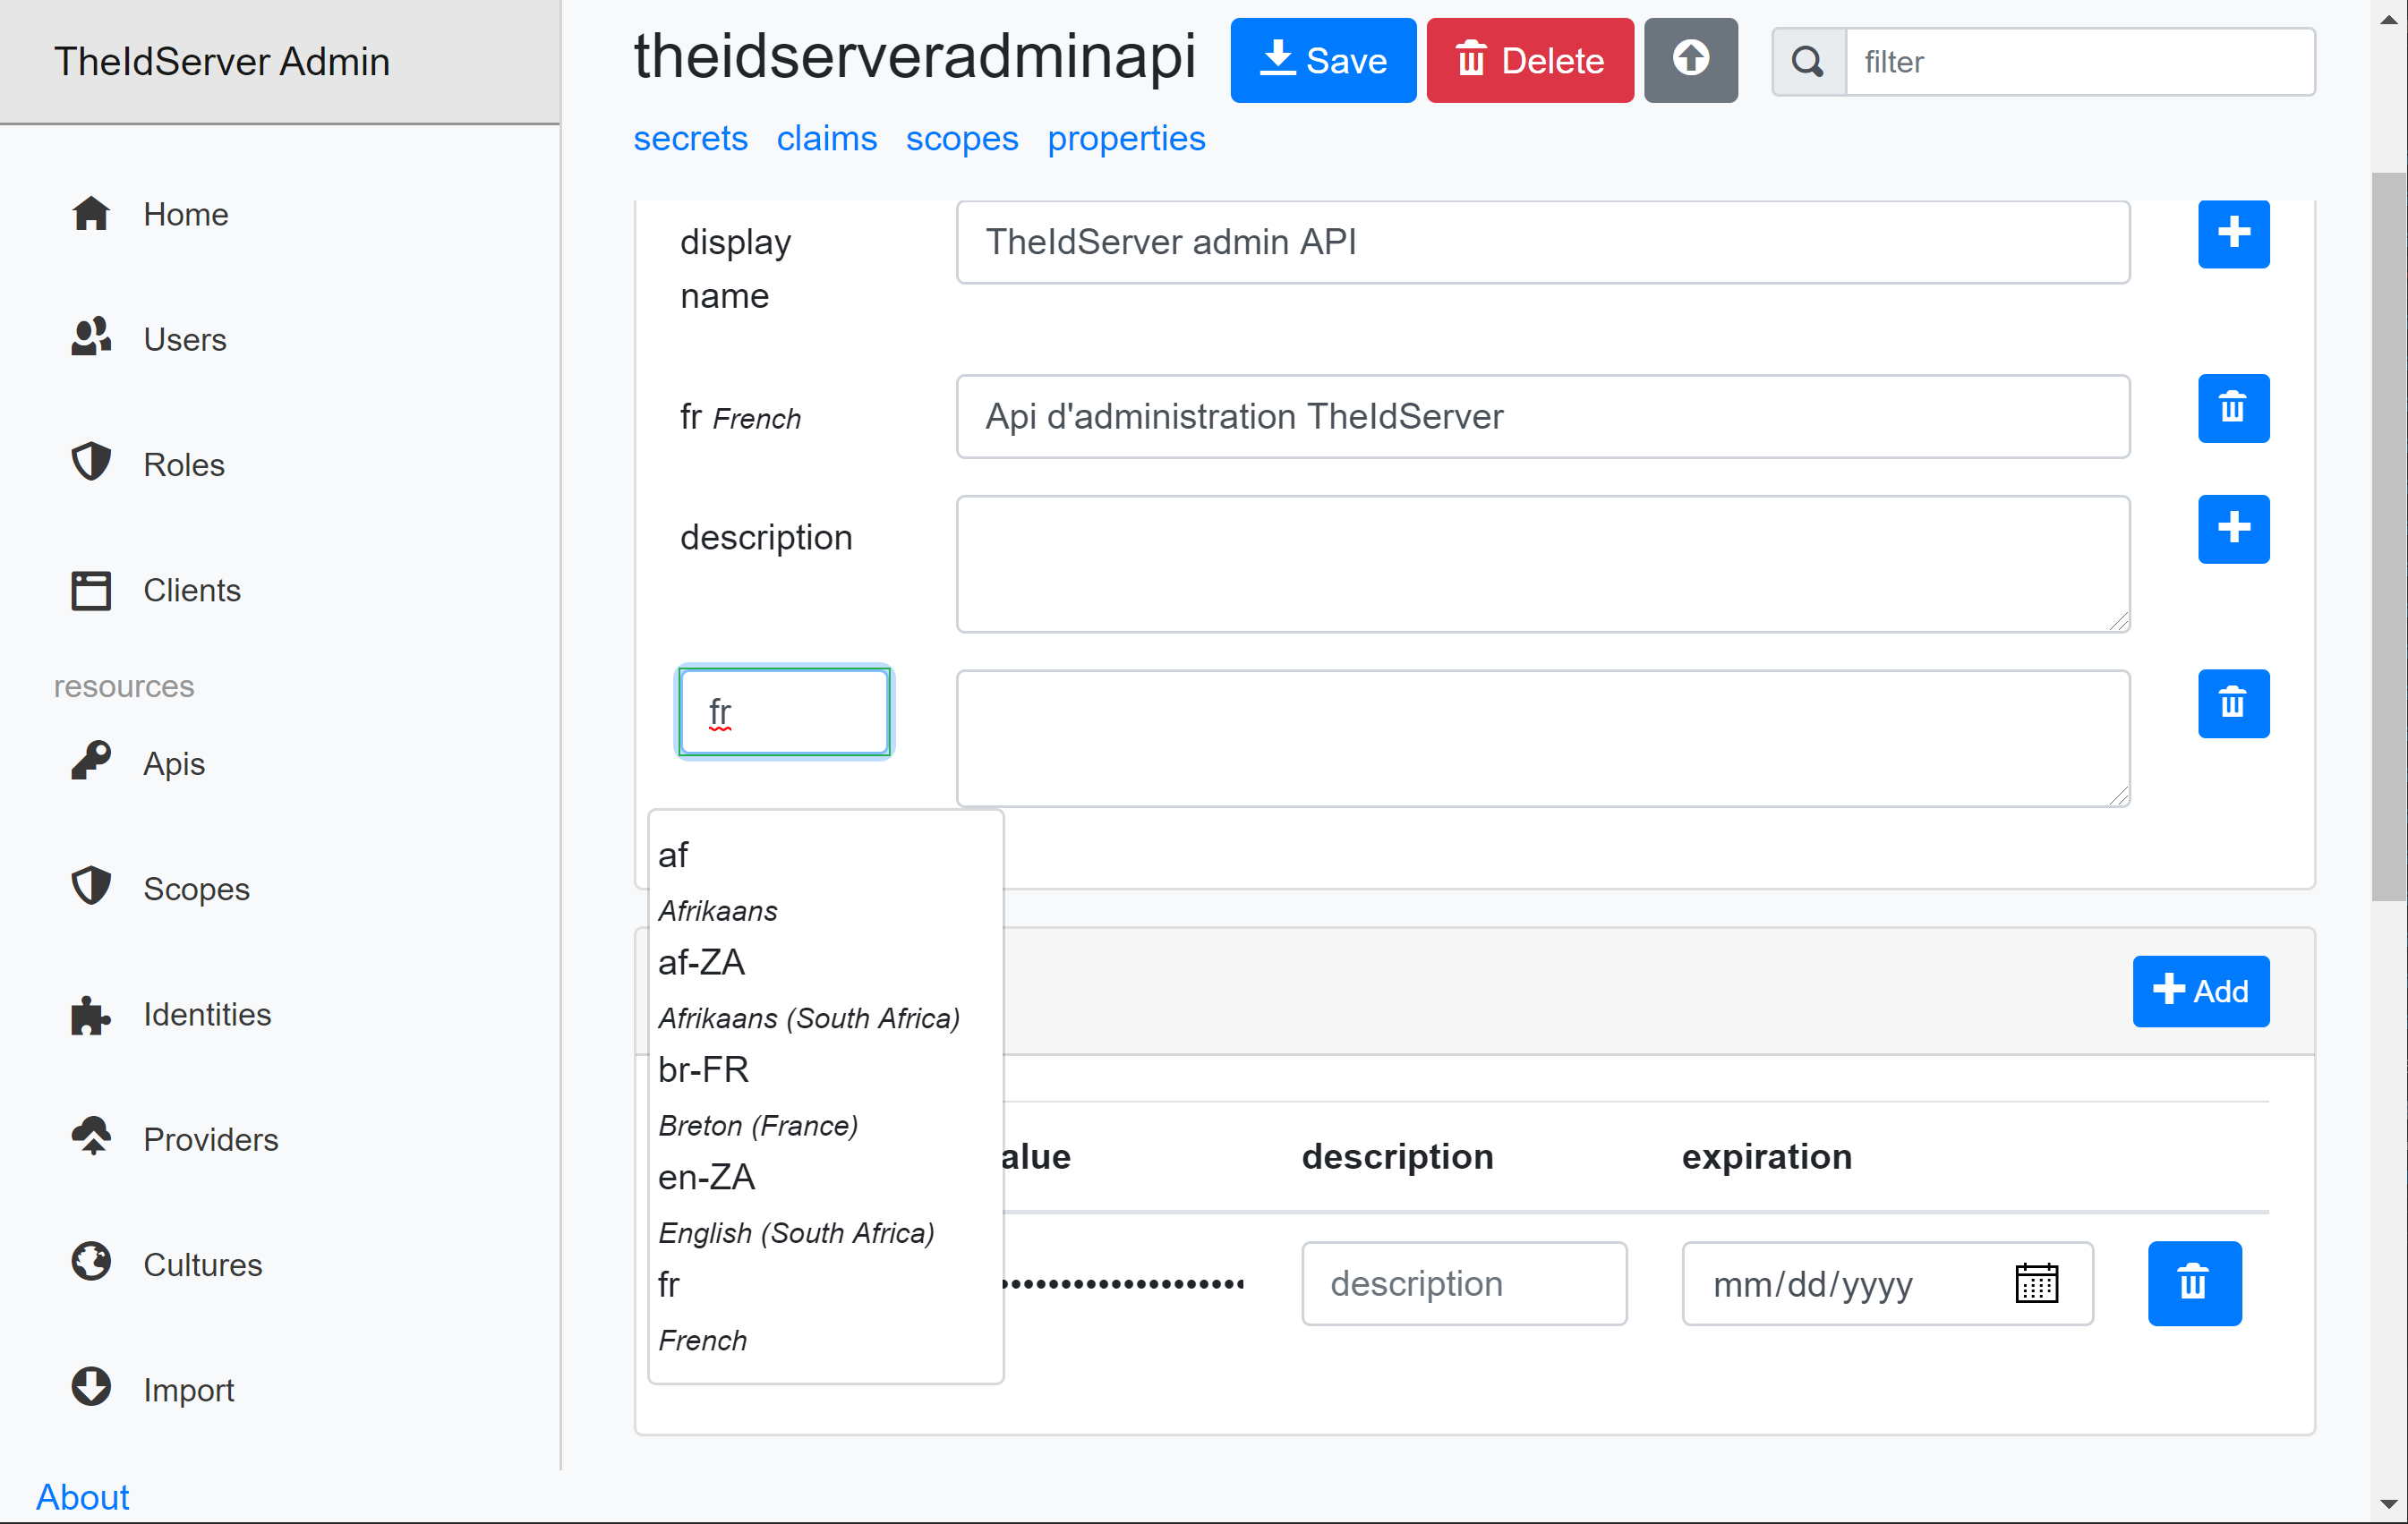 TheIdServer Admin
Home
Users
Roles
Clients
resources
Apis
Scopes
Identities
Providers
Cultures
Import
About
theidserveradminapi
Save
Delete
filter
secrets claims scopes properties
display
name
TheIdServer admin API
fr French
Api d'administration TheIdServer
description
fr
af
Afrikaans
af-ZA
Afrikaans (South Africa)
br-FR
Breton (France)
en-ZA
English (South Africa)
fr
French
Add
alue description expiration
description
mm/dd/yyyy